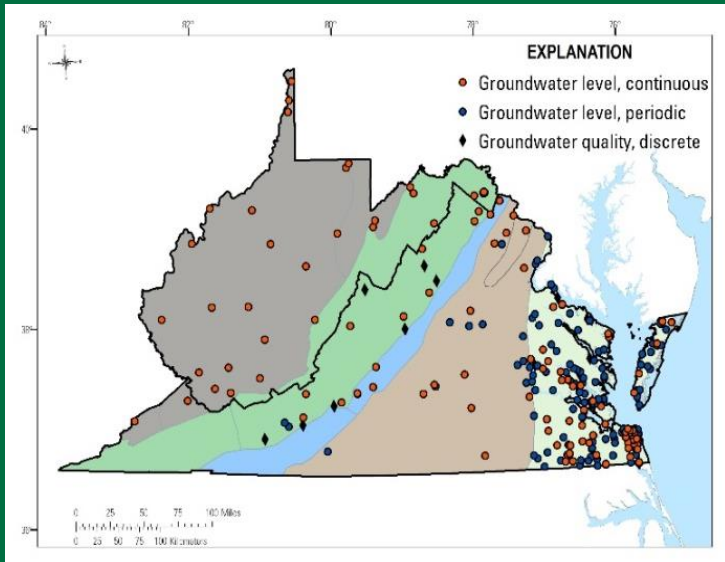 84°
82°
80°
78°
76°
EXPLANATION
Groundwater level, continuous
Groundwater level, periodic
Groundwater quality, discrete
40°
38°
36°
0 25 50 75 100 Miles
0 25 50 75 100 Kilometers